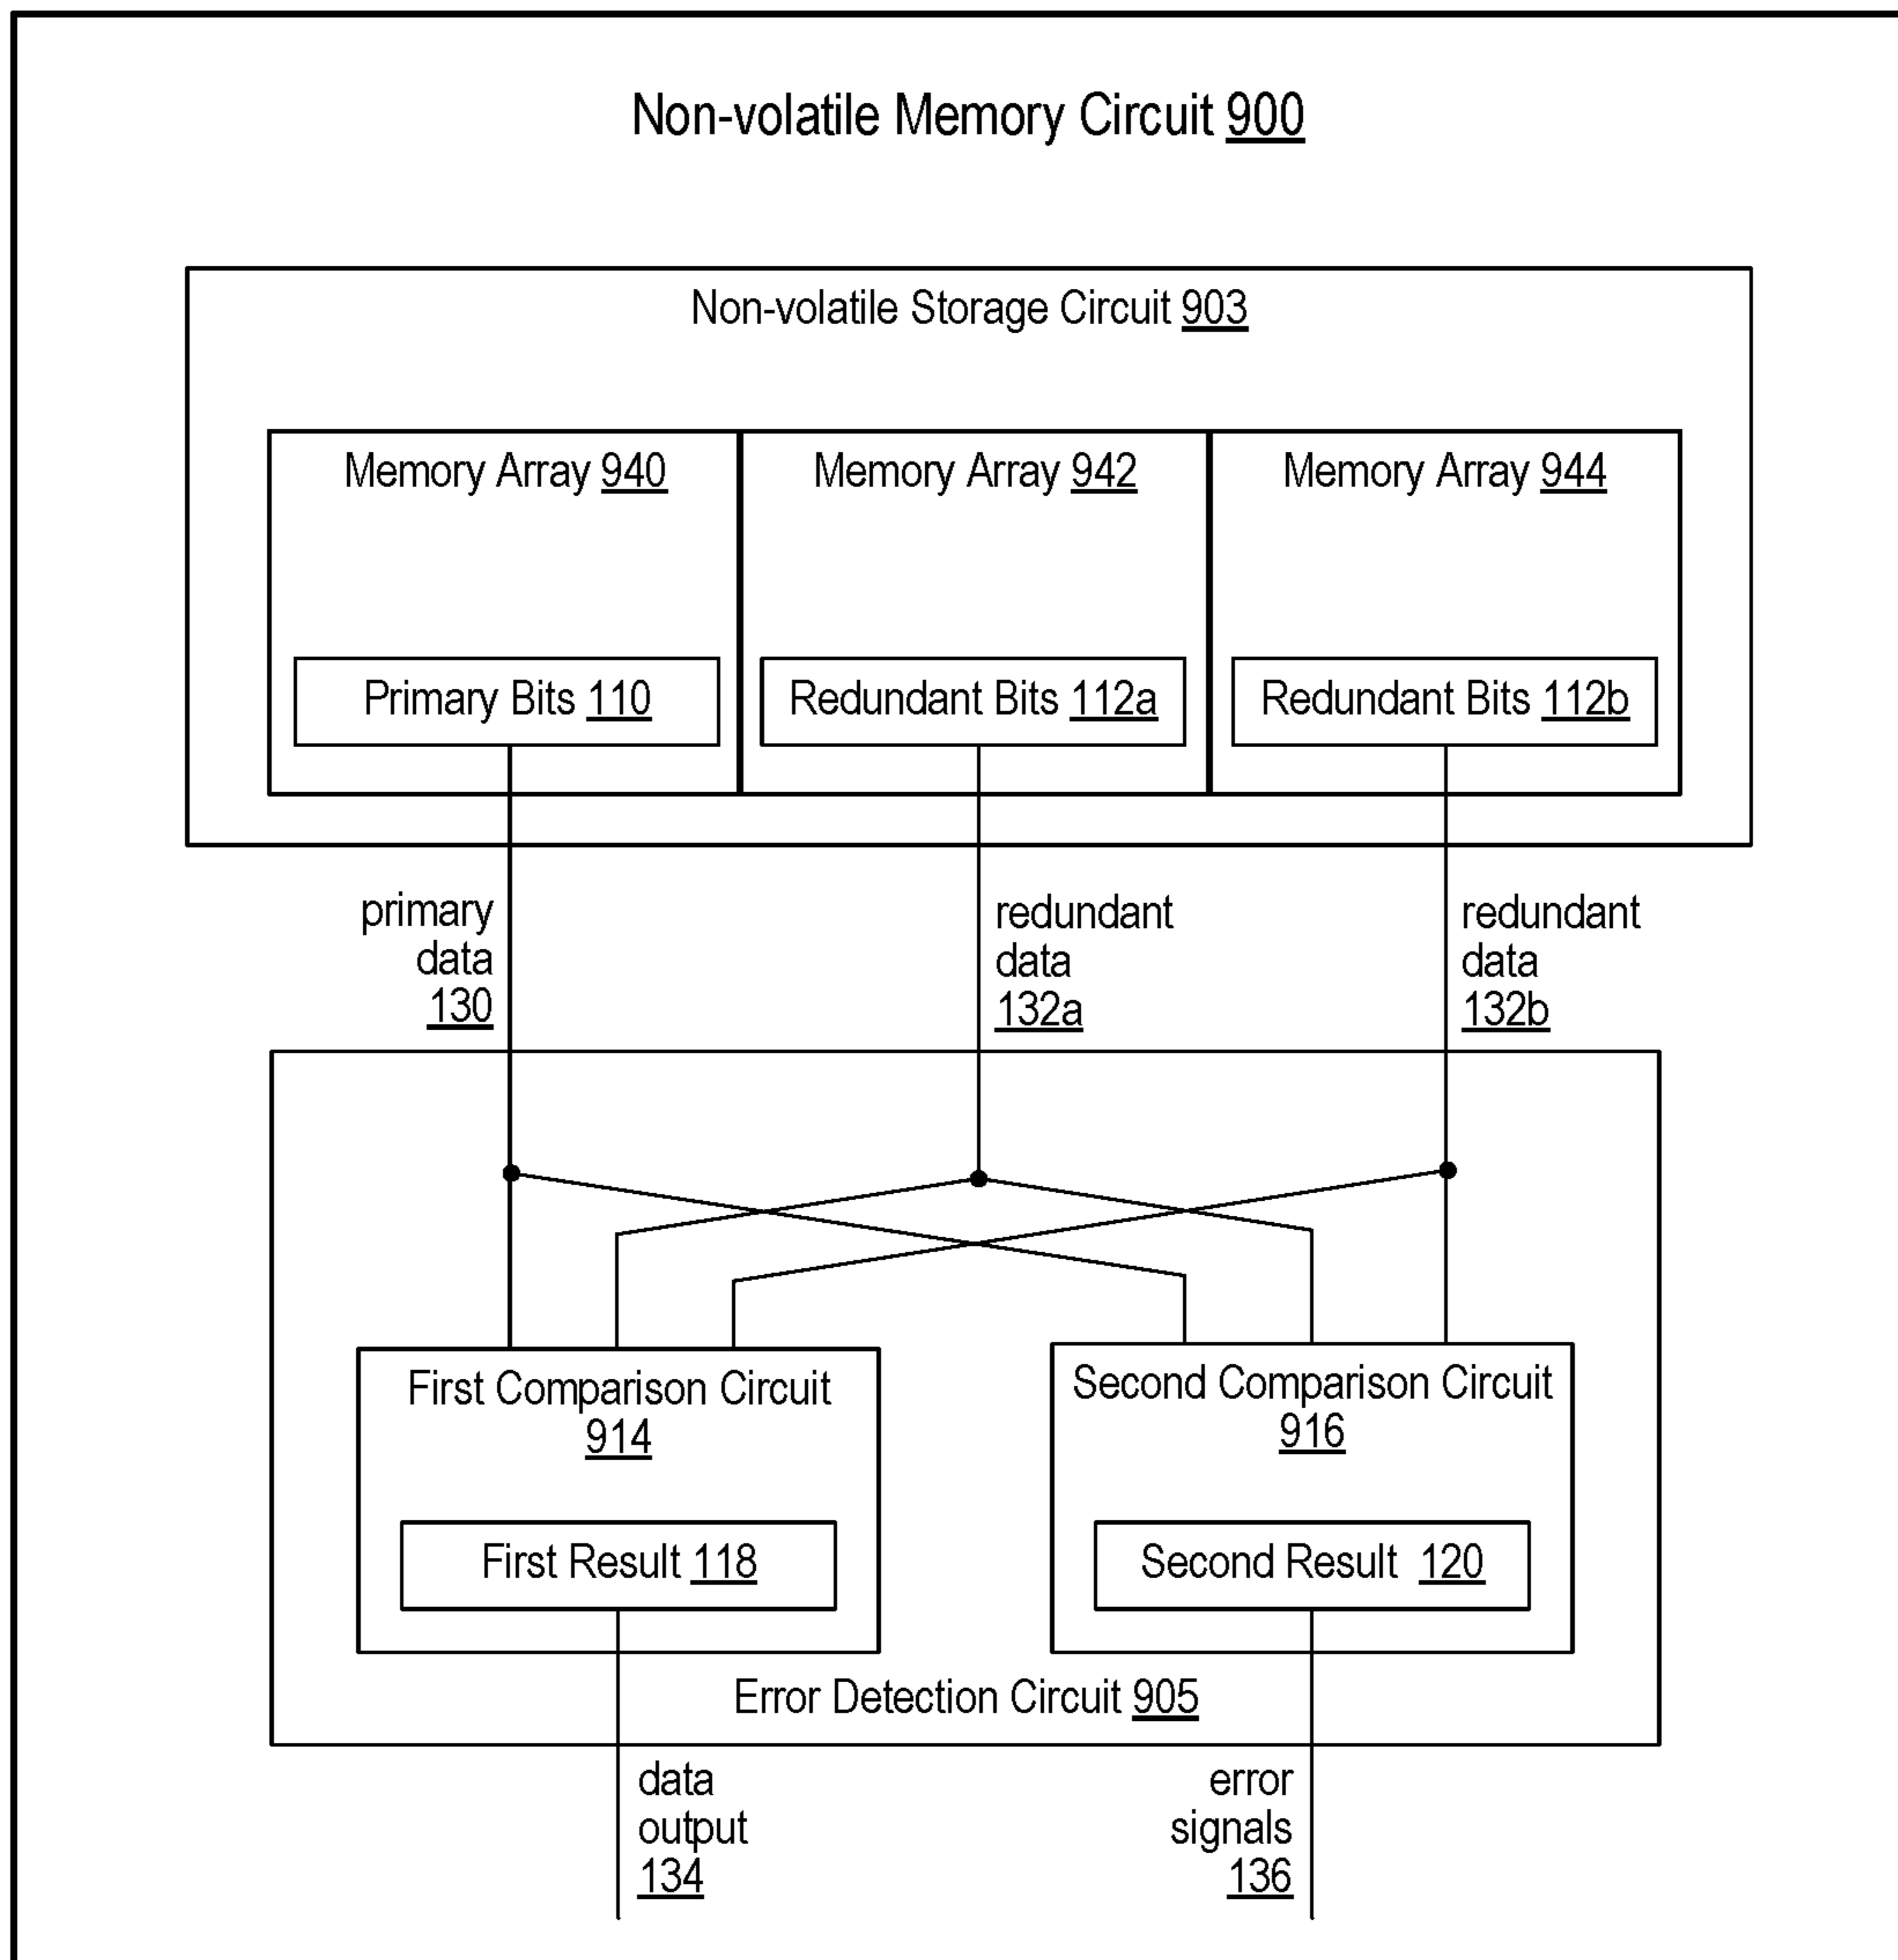 Non-volatile Memory Circuit 900
Non-volatile Storage Circuit 903
Memory Array 940
Memory Array 942
Memory Array 944
Primary Bits 110
Redundant Bits 112a
Redundant Bits 112b
primary
data
130
redundant
data
132a
redundant
data
132b
First Comparison Circuit
914
Second Comparison Circuit
916
First Result 118
Second Result 120
Error Detection Circuit 905
data
output
134
error
signals
136